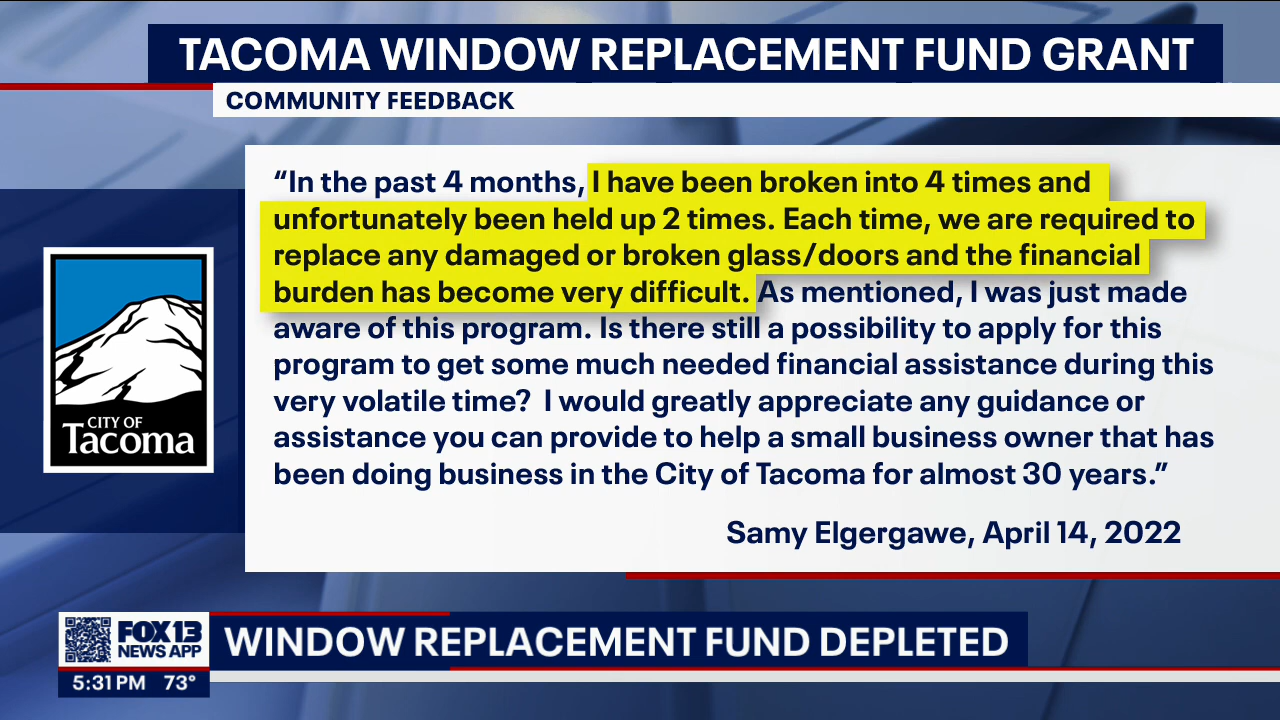 TACOMA WINDOW REPLACEMENT FUND GRANT
COMMUNITY FEEDBACK
“In the past 4 months, I have been broken into 4 times and
unfortunately been held up 2 times. Each time, we are required to
replace any damaged or broken glass/doors and the financial
burden has become very difficult. As mentioned, I was just made
aware of this program. Is there still a possibility to apply for this
program to get some much needed financial assistance during this
very volatile time?  I would greatly appreciate any guidance or
assistance you can provide to help a small business owner that has
been doing business in the City of Tacoma for almost 30 years.”
Samy Elgergawe, April 14, 2022
CITY OF
Tacoma
FOX13
NEWS APP
WINDOW REPLACEMENT FUND DEPLETED
5:31 PM 73°